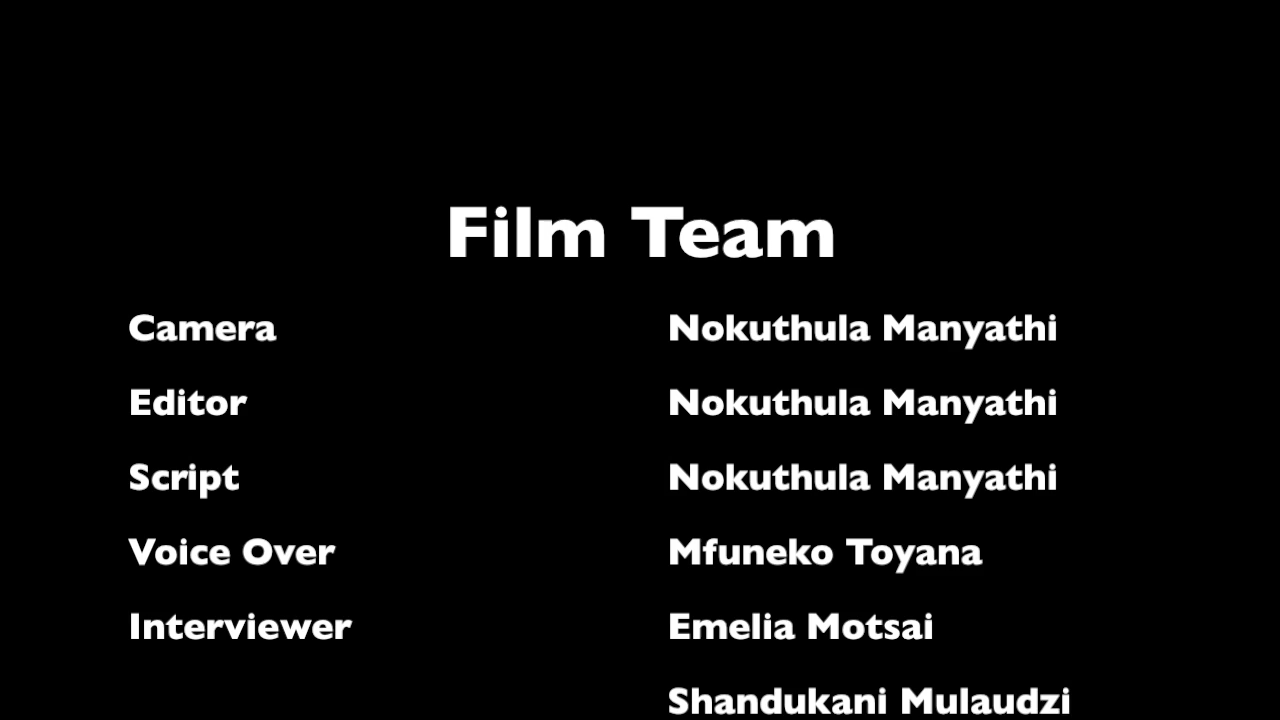 Film Team
Camera Nokuthula Manyathi
Editor Nokuthula Manyathi
Script Nokuthula Manyathi
Voice Over Mfuneko Toyana
Interviewer Emelia Motsai
Shandukani Mulaudzi